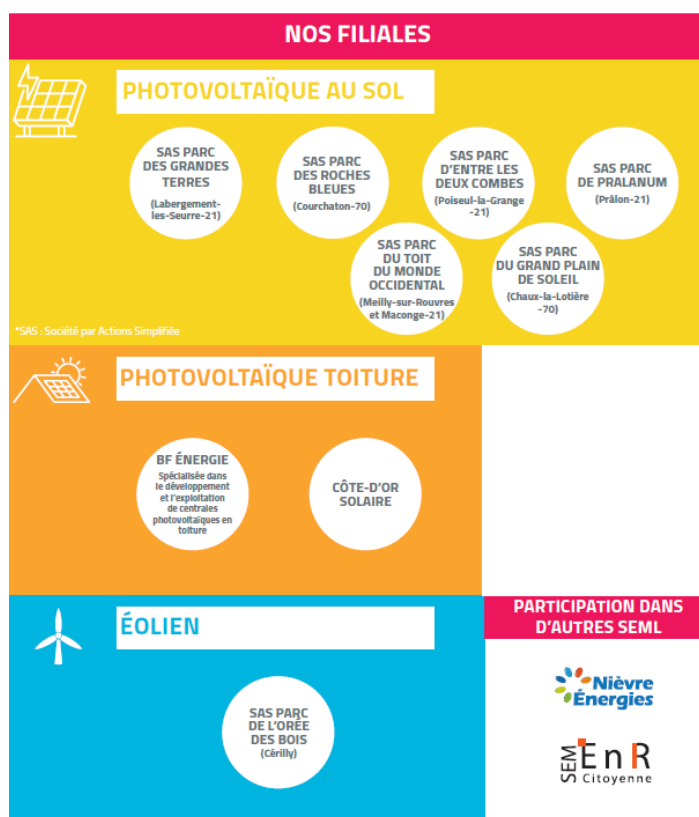 NOS FILIALES
PHOTOVOLTAÏQUE AU SOL
SAS PARC
DES GRANDES
TERRES
(Labergement-
les-Seurre-21)
SAS PARC
DES ROCHES
BLEUES
(Courchaton-70)
SAS PARC
D'ENTRE LES
DEUX COMBES
(Poiseul-la-Grange
-21)
SAS PARC
DE PRALANUM
(Prâlon-21)
SAS PARC
DU TOIT
DU MONDE
OCCIDENTAL
(Meilly-sur-Rouvres
et Maconge-21)
SAS PARC
DU GRAND PLAIN
DE SOLEIL
(Chaux-la-Lotière
-70)
*SAS : Société par Actions Simplifiée
PHOTOVOLTAÏQUE TOITURE
BF ÉNERGIE
Spécialisée dans
le développement
et l'exploitation
de centrales
photovoltaïques en
toiture
CÔTE-D'OR
SOLAIRE
ÉOLIEN
SAS PARC
DE L'ORÉE
DES BOIS
(Cérilly)
PARTICIPATION DANS
D'AUTRES SEML
Nièvre
Énergies
SEM EnR
Citoyenne